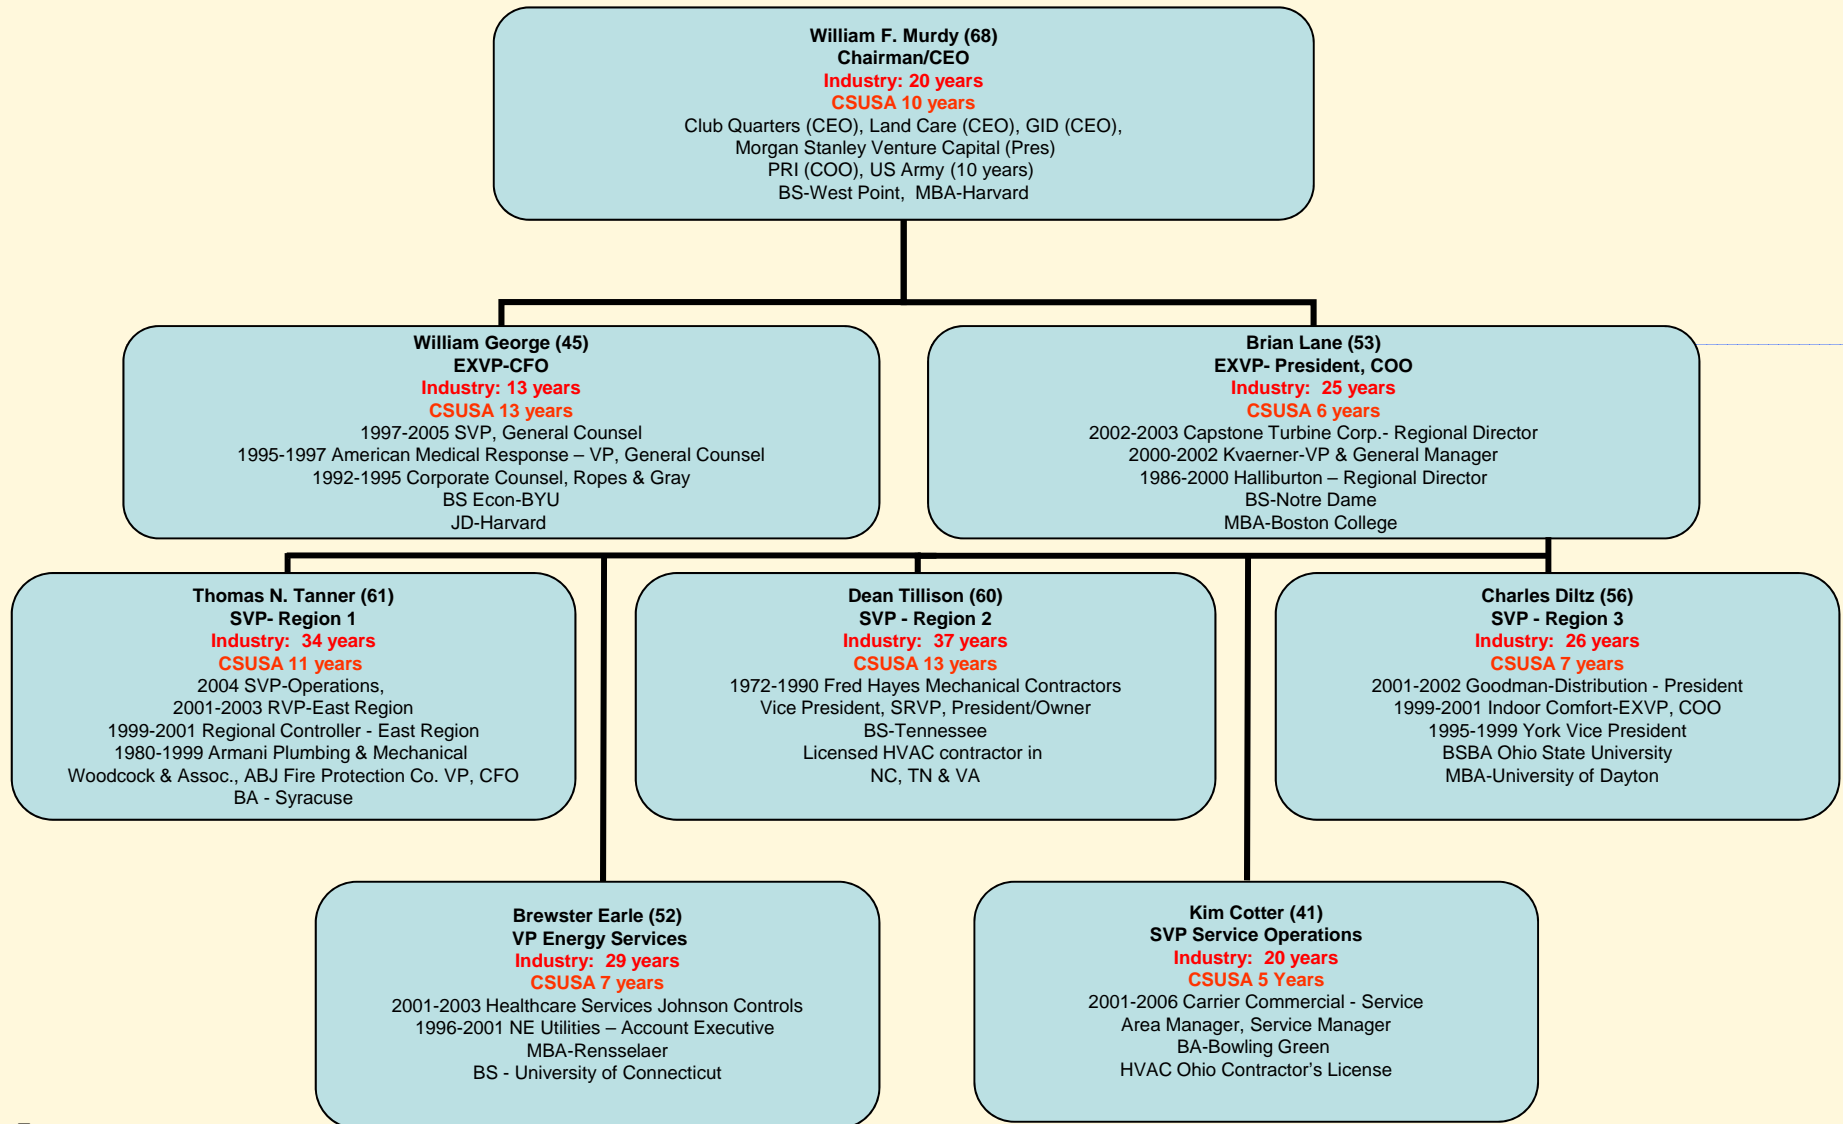 William F. Murdy (68)
Chairman/CEO
Industry: 20 years
CSUSA 10 years
Club Quarters (CEO), Land Care (CEO), GID (CEO),
Morgan Stanley Venture Capital (Pres)
PRI (COO), US Army (10 years)
BS-West Point, MBA-Harvard
William George (45)
EXVP-CFO
Industry: 13 years
CSUSA 13 years
1997-2005 SVP, General Counsel
1995-1997 American Medical Response – VP, General Counsel
1992-1995 Corporate Counsel, Ropes & Gray
BS Econ-BYU
JD-Harvard
Brian Lane (53)
EXVP- President, COO
Industry: 25 years
CSUSA 6 years
2002-2003 Capstone Turbine Corp.- Regional Director
2000-2002 Kvaerner-VP & General Manager
1986-2000 Halliburton – Regional Director
BS-Notre Dame
MBA-Boston College
Thomas N. Tanner (61)
SVP- Region 1
Industry: 34 years
CSUSA 11 years
2004 SVP-Operations,
2001-2003 RVP-East Region
1999-2001 Regional Controller - East Region
1980-1999 Armani Plumbing & Mechanical
Woodcock & Assoc., ABJ Fire Protection Co. VP, CFO
BA - Syracuse
Dean Tillison (60)
SVP - Region 2
Industry: 37 years
CSUSA 13 years
1972-1990 Fred Hayes Mechanical Contractors
Vice President, SRVP, President/Owner
BS-Tennessee
Licensed HVAC contractor in
NC, TN & VA
Charles Diltz (56)
SVP - Region 3
Industry: 26 years
CSUSA 7 years
2001-2002 Goodman-Distribution - President
1999-2001 Indoor Comfort-EXVP, COO
1995-1999 York Vice President
BSBA Ohio State University
MBA-University of Dayton
Brewster Earle (52)
VP Energy Services
Industry: 29 years
CSUSA 7 years
2001-2003 Healthcare Services Johnson Controls
1996-2001 NE Utilities – Account Executive
MBA-Rensselaer
BS - University of Connecticut
Kim Cotter (41)
SVP Service Operations
Industry: 20 years
CSUSA 5 Years
2001-2006 Carrier Commercial - Service
Area Manager, Service Manager
BA-Bowling Green
HVAC Ohio Contractor's License